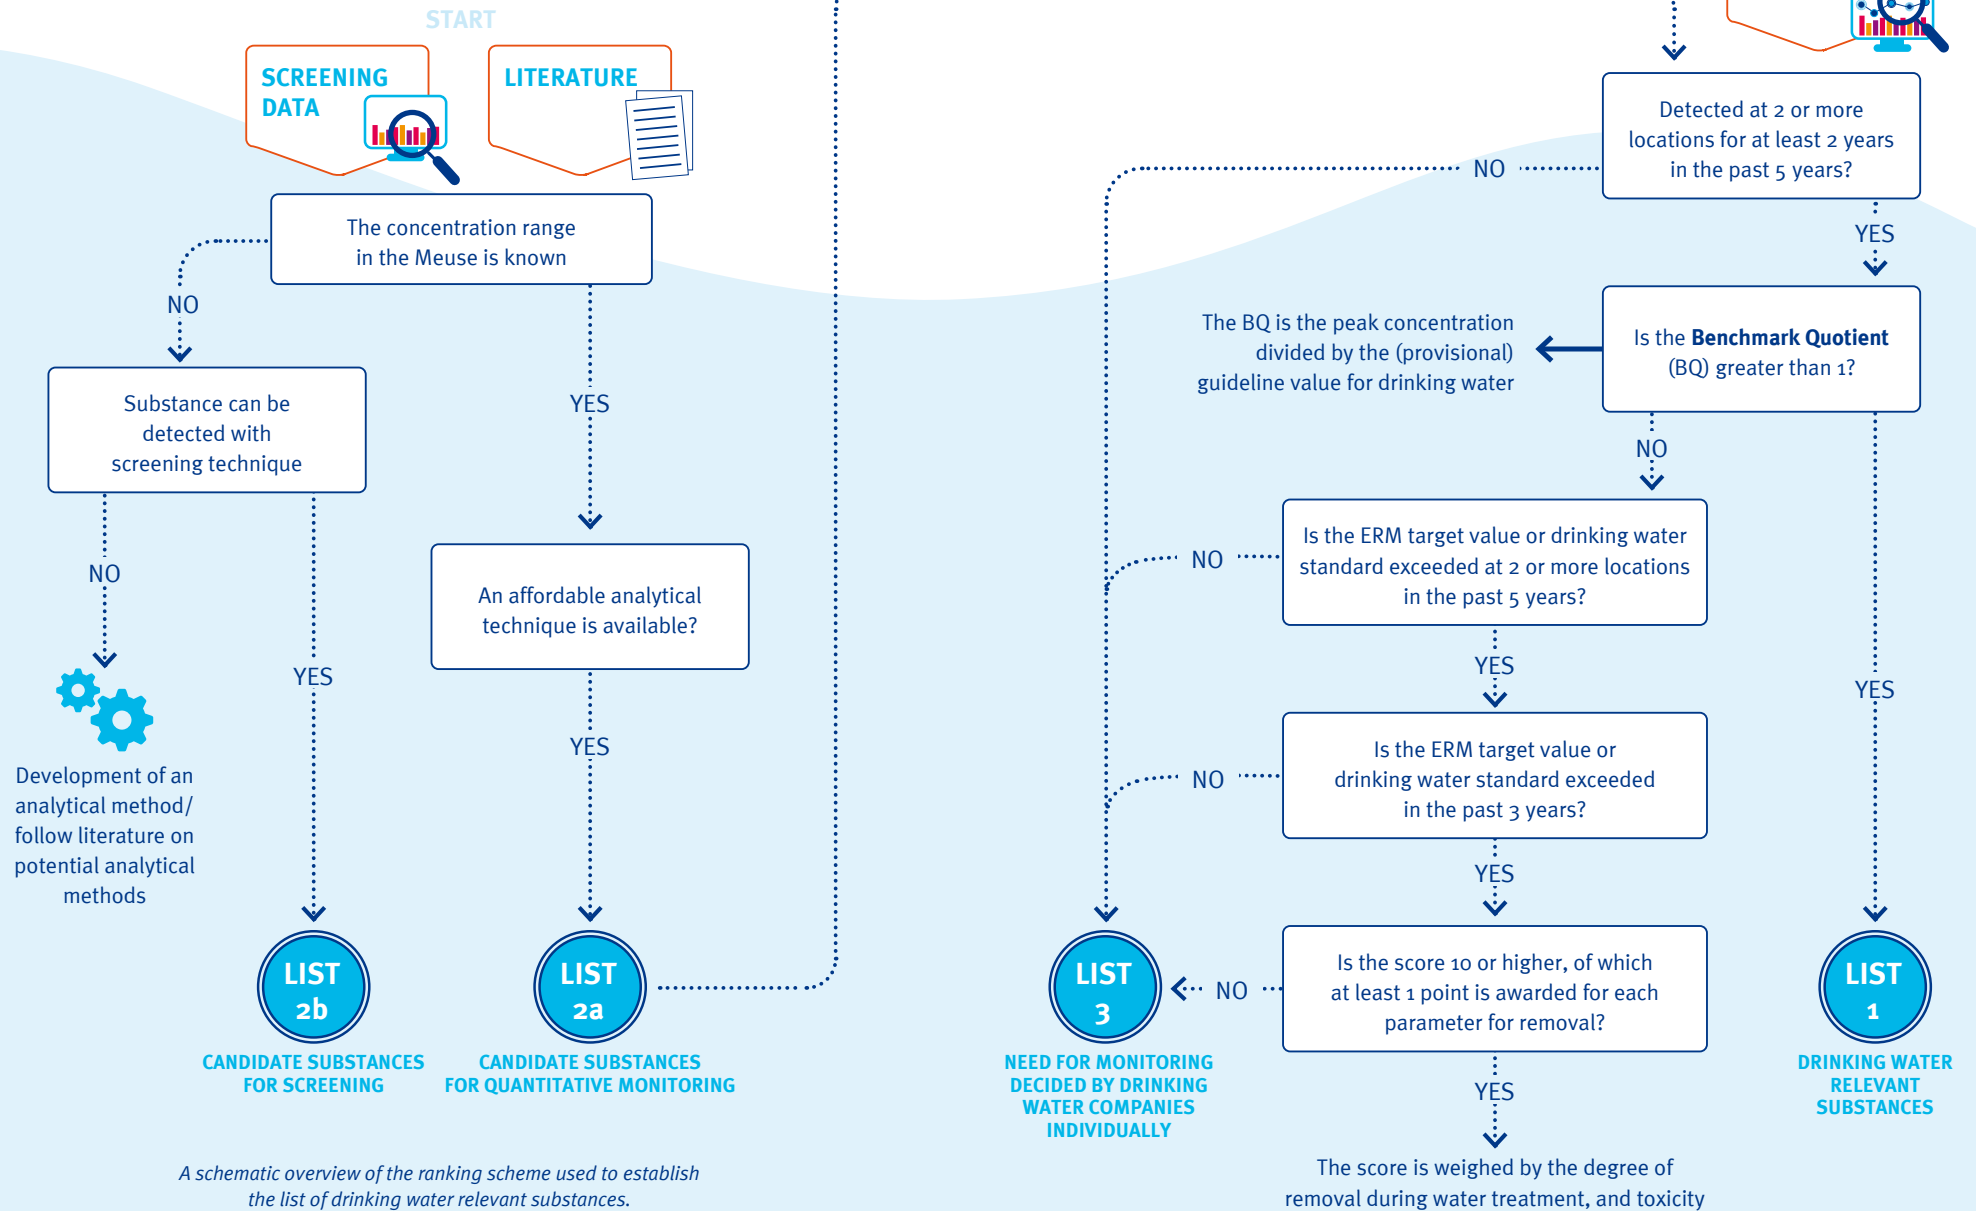 START
SCREENING
DATA
LITERATURE
The concentration range
in the Meuse is known
NO
YES
Substance can be
detected with
screening technique
NO
YES
An affordable analytical
technique is available?
YES
Development of an
analytical method/
follow literature on
potential analytical
methods
LIST
2b
CANDIDATE SUBSTANCES
FOR SCREENING
LIST
2a
CANDIDATE SUBSTANCES
FOR QUANTITATIVE MONITORING
A schematic overview of the ranking scheme used to establish
the list of drinking water relevant substances.
Detected at 2 or more
locations for at least 2 years
in the past 5 years?
NO
YES
Is the Benchmark Quotient
(BQ) greater than 1?
The BQ is the peak concentration
divided by the (provisional)
guideline value for drinking water
NO
YES
Is the ERM target value or drinking water
standard exceeded at 2 or more locations
in the past 5 years?
NO
YES
Is the ERM target value or
drinking water standard exceeded
in the past 3 years?
NO
YES
Is the score 10 or higher, of which
at least 1 point is awarded for each
parameter for removal?
NO
YES
The score is weighed by the degree of
removal during water treatment, and toxicity
LIST
3
NEED FOR MONITORING
DECIDED BY DRINKING
WATER COMPANIES
INDIVIDUALLY
LIST
1
DRINKING WATER
RELEVANT
SUBSTANCES